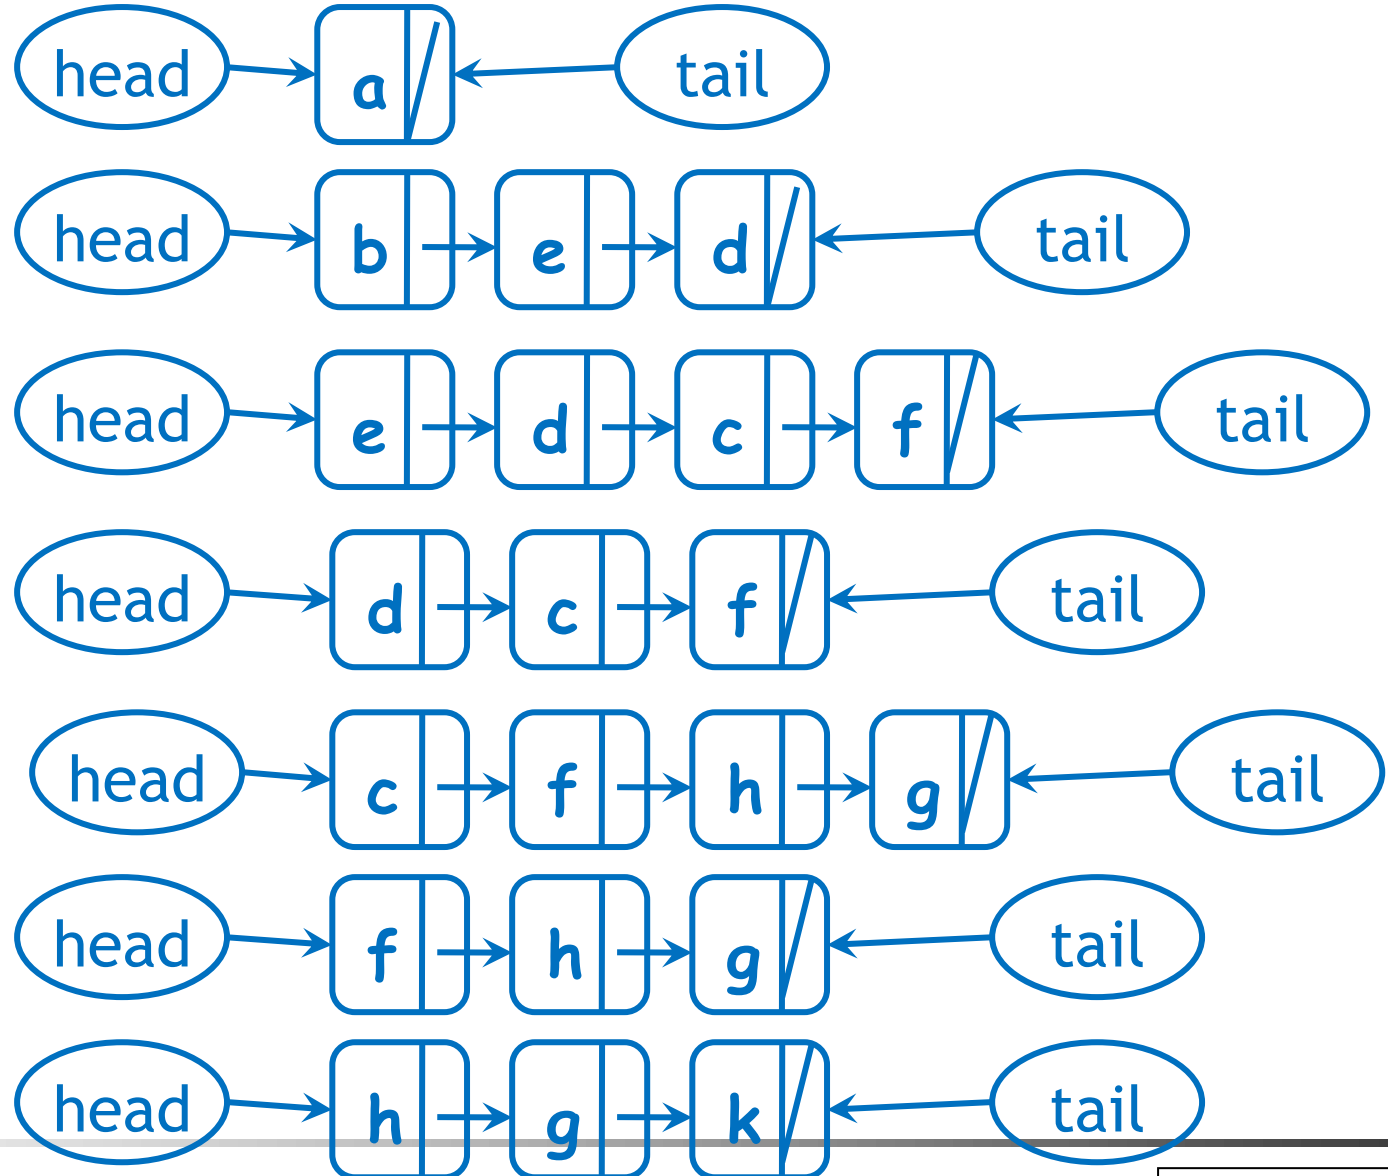 head a tail
head b e d tail
head e d c f tail
head d c f tail
head c f h g tail
head f h g tail
head h g k tail